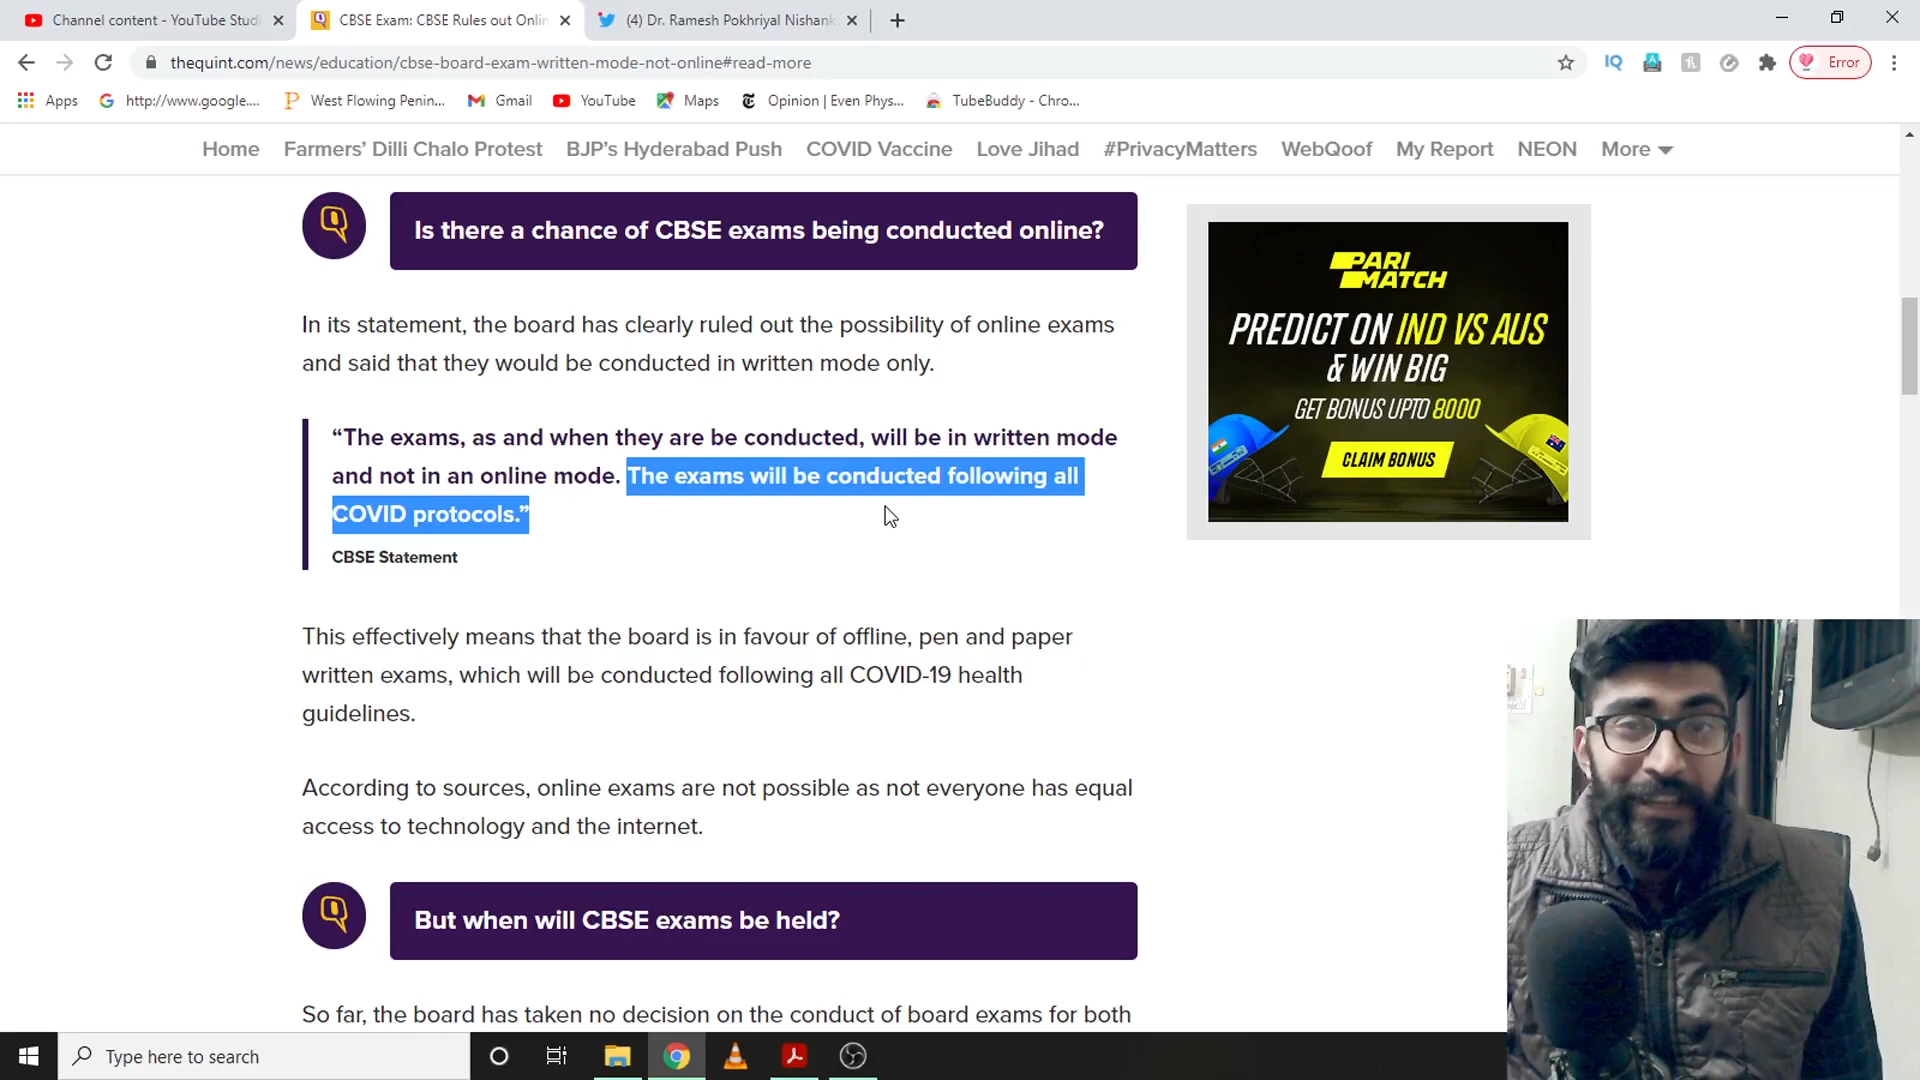 Channel content - YouTube Studi
CBSE Exam: CBSE Rules out Onlin
(4) Dr. Ramesh Pokhriyal Nishank
thequint.com/news/education/cbse-board-exam-written-mode-not-online#read-more
IQ
Error
Apps
http://www.google....
West Flowing Penin...
Gmail
YouTube
Maps
Opinion | Even Phys...
TubeBuddy - Chro...
Home
Farmers' Dilli Chalo Protest
BJP's Hyderabad Push
COVID Vaccine
Love Jihad
#PrivacyMatters
WebQoof
My Report
NEON
More
Is there a chance of CBSE exams being conducted online?
In its statement, the board has clearly ruled out the possibility of online exams
and said that they would be conducted in written mode only.
“The exams, as and when they are be conducted, will be in written mode
and not in an online mode. The exams will be conducted following all
COVID protocols.”
CBSE Statement
This effectively means that the board is in favour of offline, pen and paper
written exams, which will be conducted following all COVID-19 health
guidelines.
According to sources, online exams are not possible as not everyone has equal
access to technology and the internet.
But when will CBSE exams be held?
So far, the board has taken no decision on the conduct of board exams for both
PARI
MATCH
PREDICT ON IND VS AUS
& WIN BIG
GET BONUS UPTO 8000
CLAIM BONUS
Type here to search